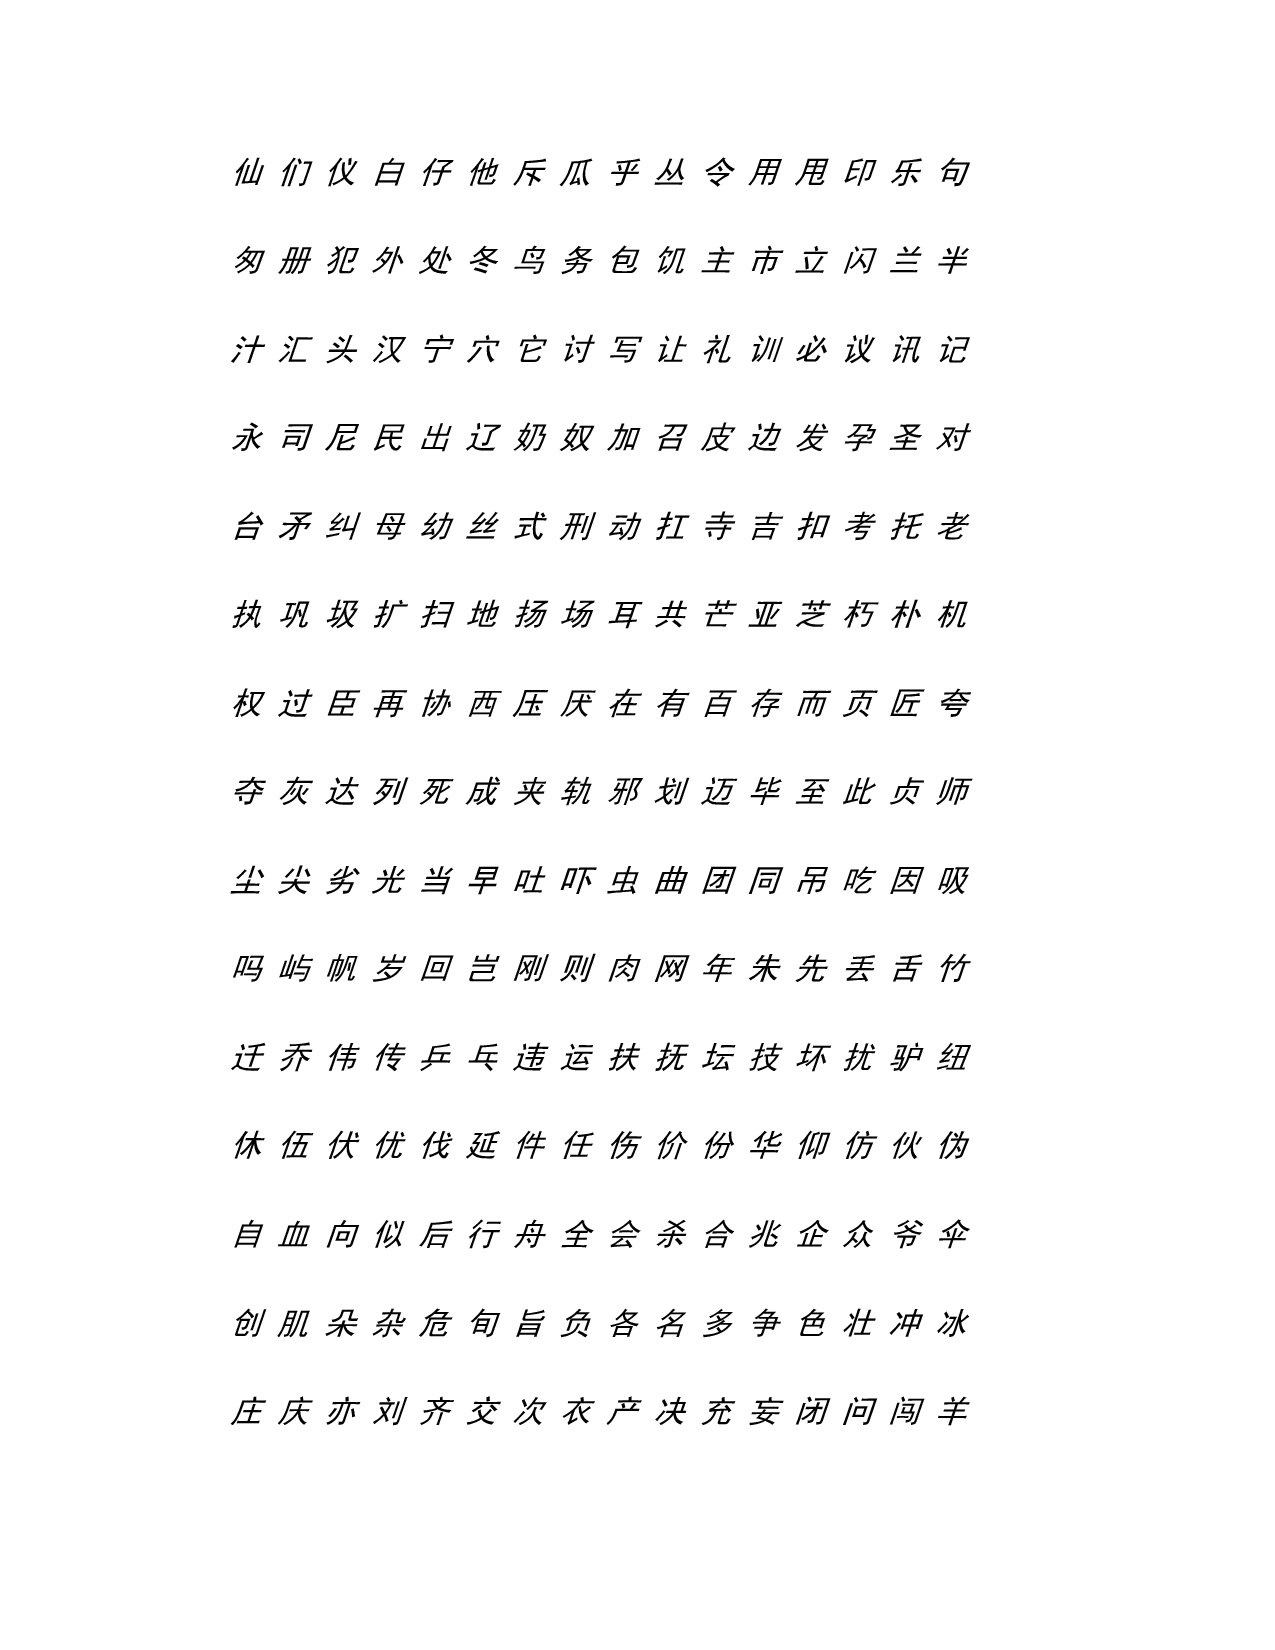 仙 们 仪 白 仔 他 斥 瓜 乎 丛 令 用 甩 印 乐 句
匆 册 犯 外 处 冬 鸟 务 包 饥 主 市 立 闪 兰 半
汁 汇 头 汉 宁 穴 它 讨 写 让 礼 训 必 议 讯 记
永 司 尼 民 出 辽 奶 奴 加 召 皮 边 发 孕 圣 对
台 矛 纠 母 幼 丝 式 刑 动 扛 寺 吉 扣 考 托 老
执 巩 圾 扩 扫 地 扬 场 耳 共 芒 亚 芝 朽 朴 机
权 过 臣 再 协 西 压 厌 在 有 百 存 而 页 匠 夸
夺 灰 达 列 死 成 夹 轨 邪 划 迈 毕 至 此 贞 师
尘 尖 劣 光 当 早 吐 吓 虫 曲 团 同 吊 吃 因 吸
吗 屿 帆 岁 回 岂 刚 则 肉 网 年 朱 先 丢 舌 竹
迁 乔 伟 传 乒 乓 违 运 扶 抚 坛 技 坏 扰 驴 纽
休 伍 伏 优 伐 延 件 任 伤 价 份 华 仰 仿 伙 伪
自 血 向 似 后 行 舟 全 会 杀 合 兆 企 众 爷 伞
创 肌 朵 杂 危 旬 旨 负 各 名 多 争 色 壮 冲 冰
庄 庆 亦 刘 齐 交 次 衣 产 决 充 妄 闭 问 闯 羊